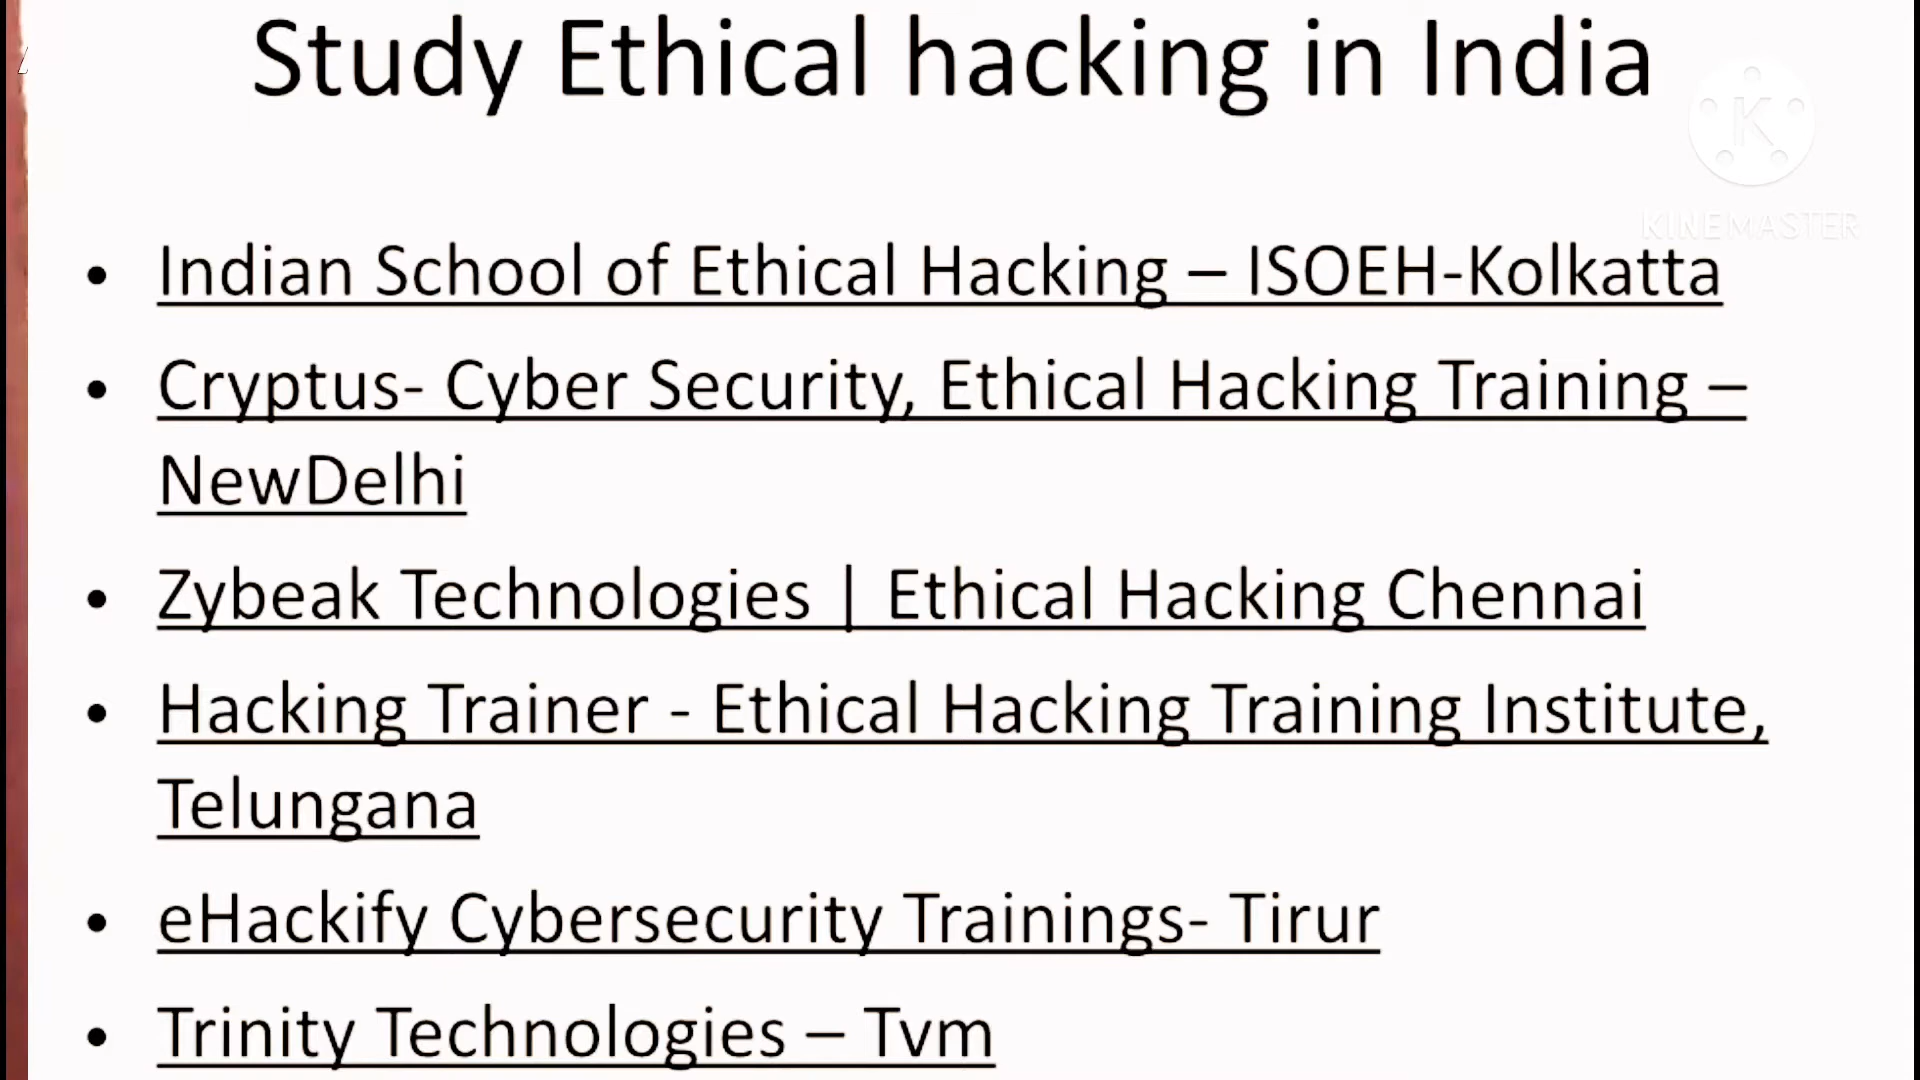 Study Ethical hacking in India
K
KINEMASTER
• Indian School of Ethical Hacking – ISOEH-Kolkatta
• Cryptus- Cyber Security, Ethical Hacking Training –
NewDelhi
• Zybeak Technologies | Ethical Hacking Chennai
• Hacking Trainer - Ethical Hacking Training Institute,
Telungana
• eHackify Cybersecurity Trainings- Tirur
• Trinity Technologies – Tvm